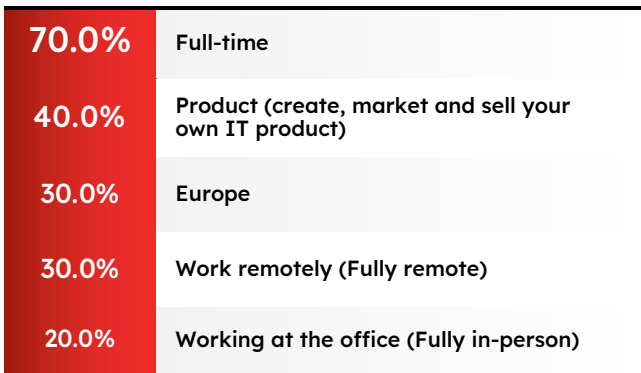 70.0% Full-time
40.0% Product (create, market and sell your
own IT product)
30.0% Europe
30.0% Work remotely (Fully remote)
20.0% Working at the office (Fully in-person)